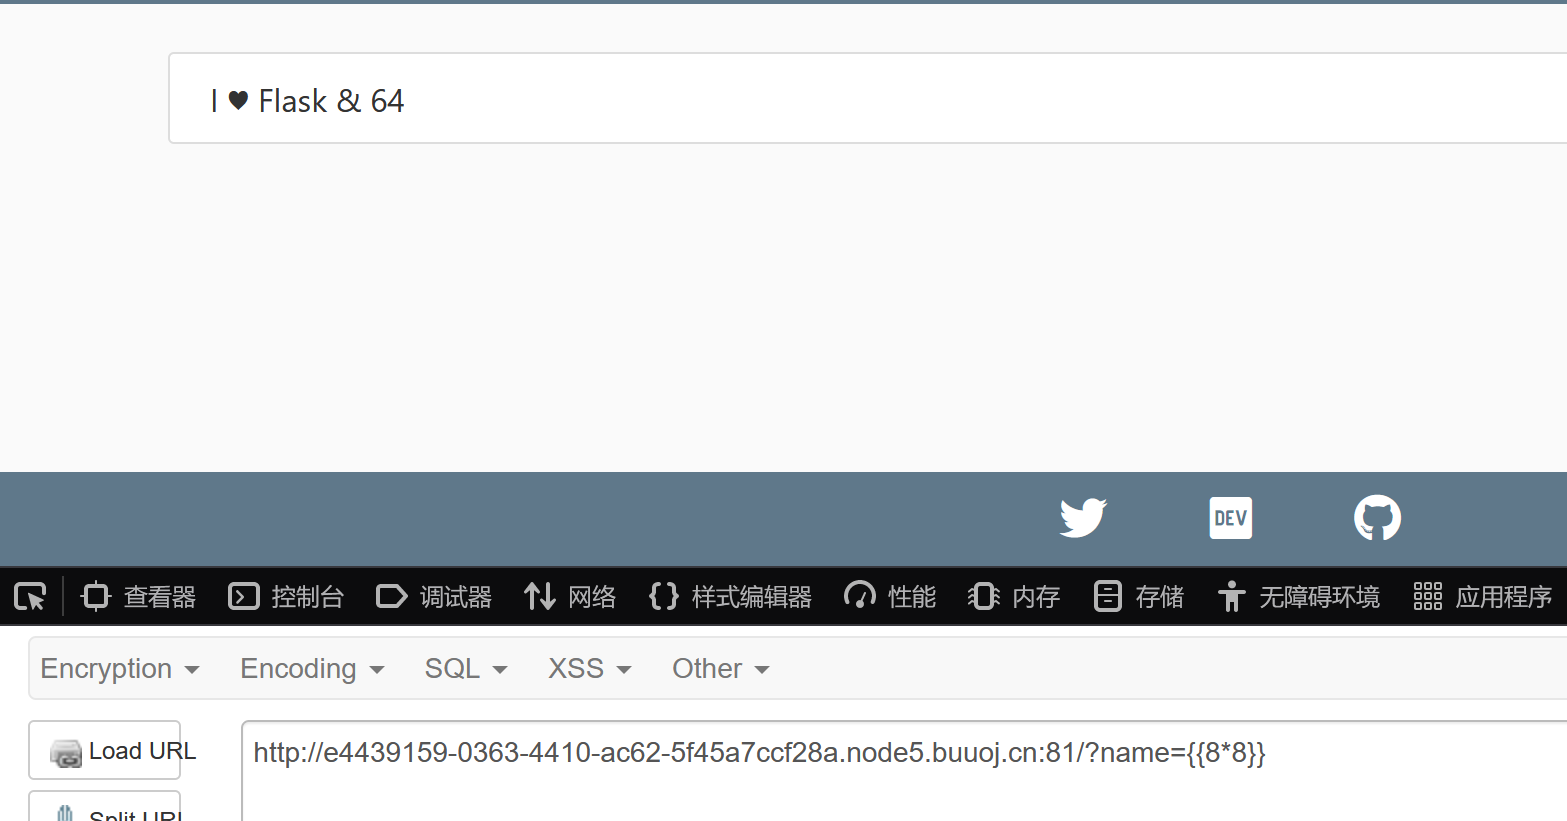 I ♥ Flask & 64
DEV
查看器 控制台 调试器 网络 样式编辑器 性能 内存 存储 无障碍环境 应用程序
Encryption Encoding SQL XSS Other
Load URL
http://e4439159-0363-4410-ac62-5f45a7ccf28a.node5.buuoj.cn:81/?name={{8*8}}
Split URL